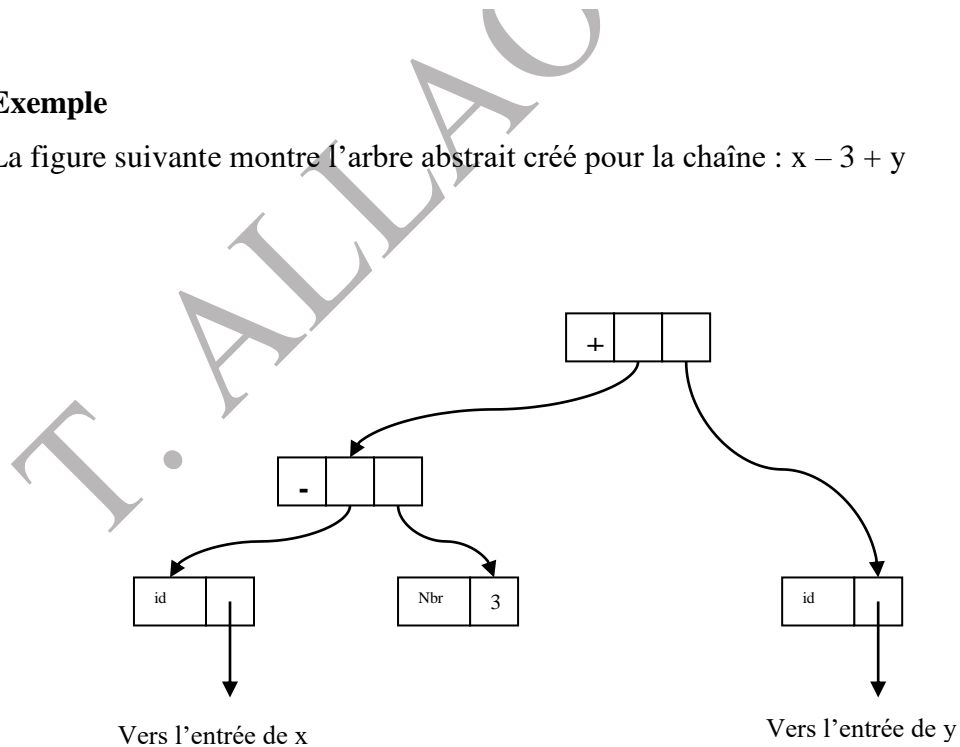 Exemple
La figure suivante montre l'arbre abstrait créé pour la chaîne : x – 3 + y
+
-
id
Nbr 3
id
Vers l'entrée de x
Vers l'entrée de y
T. ALLAO